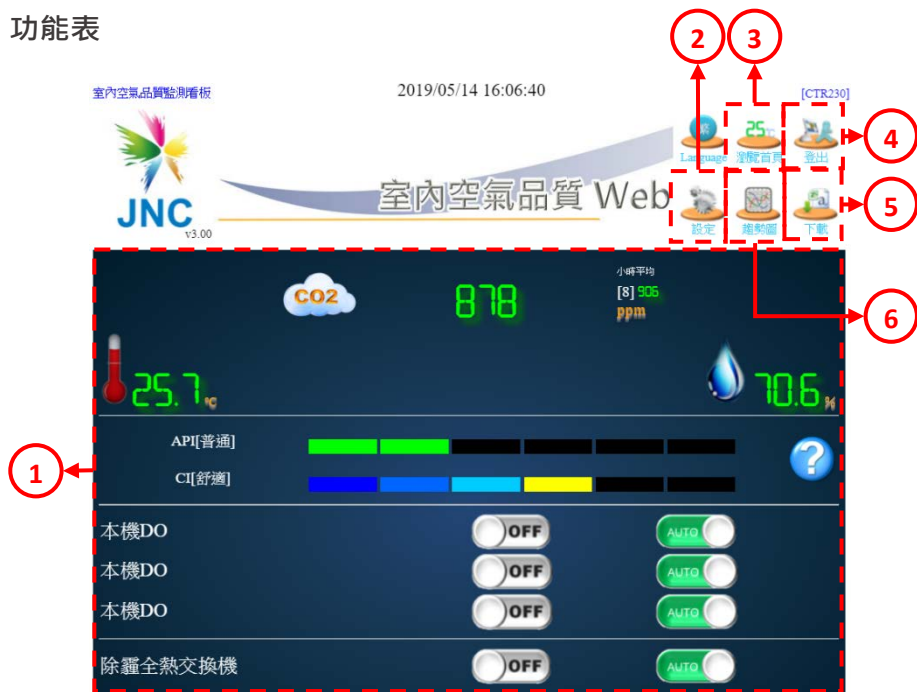 功能表
2 3
室內空氣品質監測看板 2019/05/14 16:06:40 [CTR230]
繁 25℃
Language 瀏覽首頁 登出 4
JNC v3.00
室內空氣品質 Web
設定 趨勢圖 下載 5
小時平均
CO2 878 [8] 906
ppm 6
25.7 ℃ 70.6 %
API[普通]
1 CI[舒適] ?
本機DO OFF AUTO
本機DO OFF AUTO
本機DO OFF AUTO
除霾全熱交換機 OFF AUTO